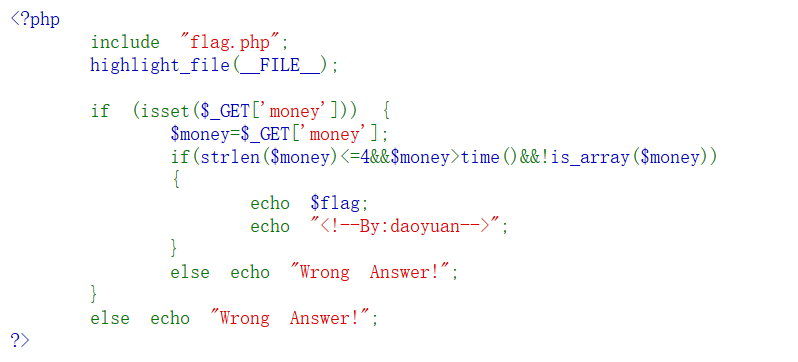 <?php
include "flag.php";
highlight_file(__FILE__);
if (isset($_GET['money'])) {
$money=$_GET['money'];
if(strlen($money)<=4&&$money>time()&&!is_array($money))
{
echo $flag;
echo "<!--By:daoyuan-->";
}
else echo "Wrong Answer!";
}
else echo "Wrong Answer!";
?>